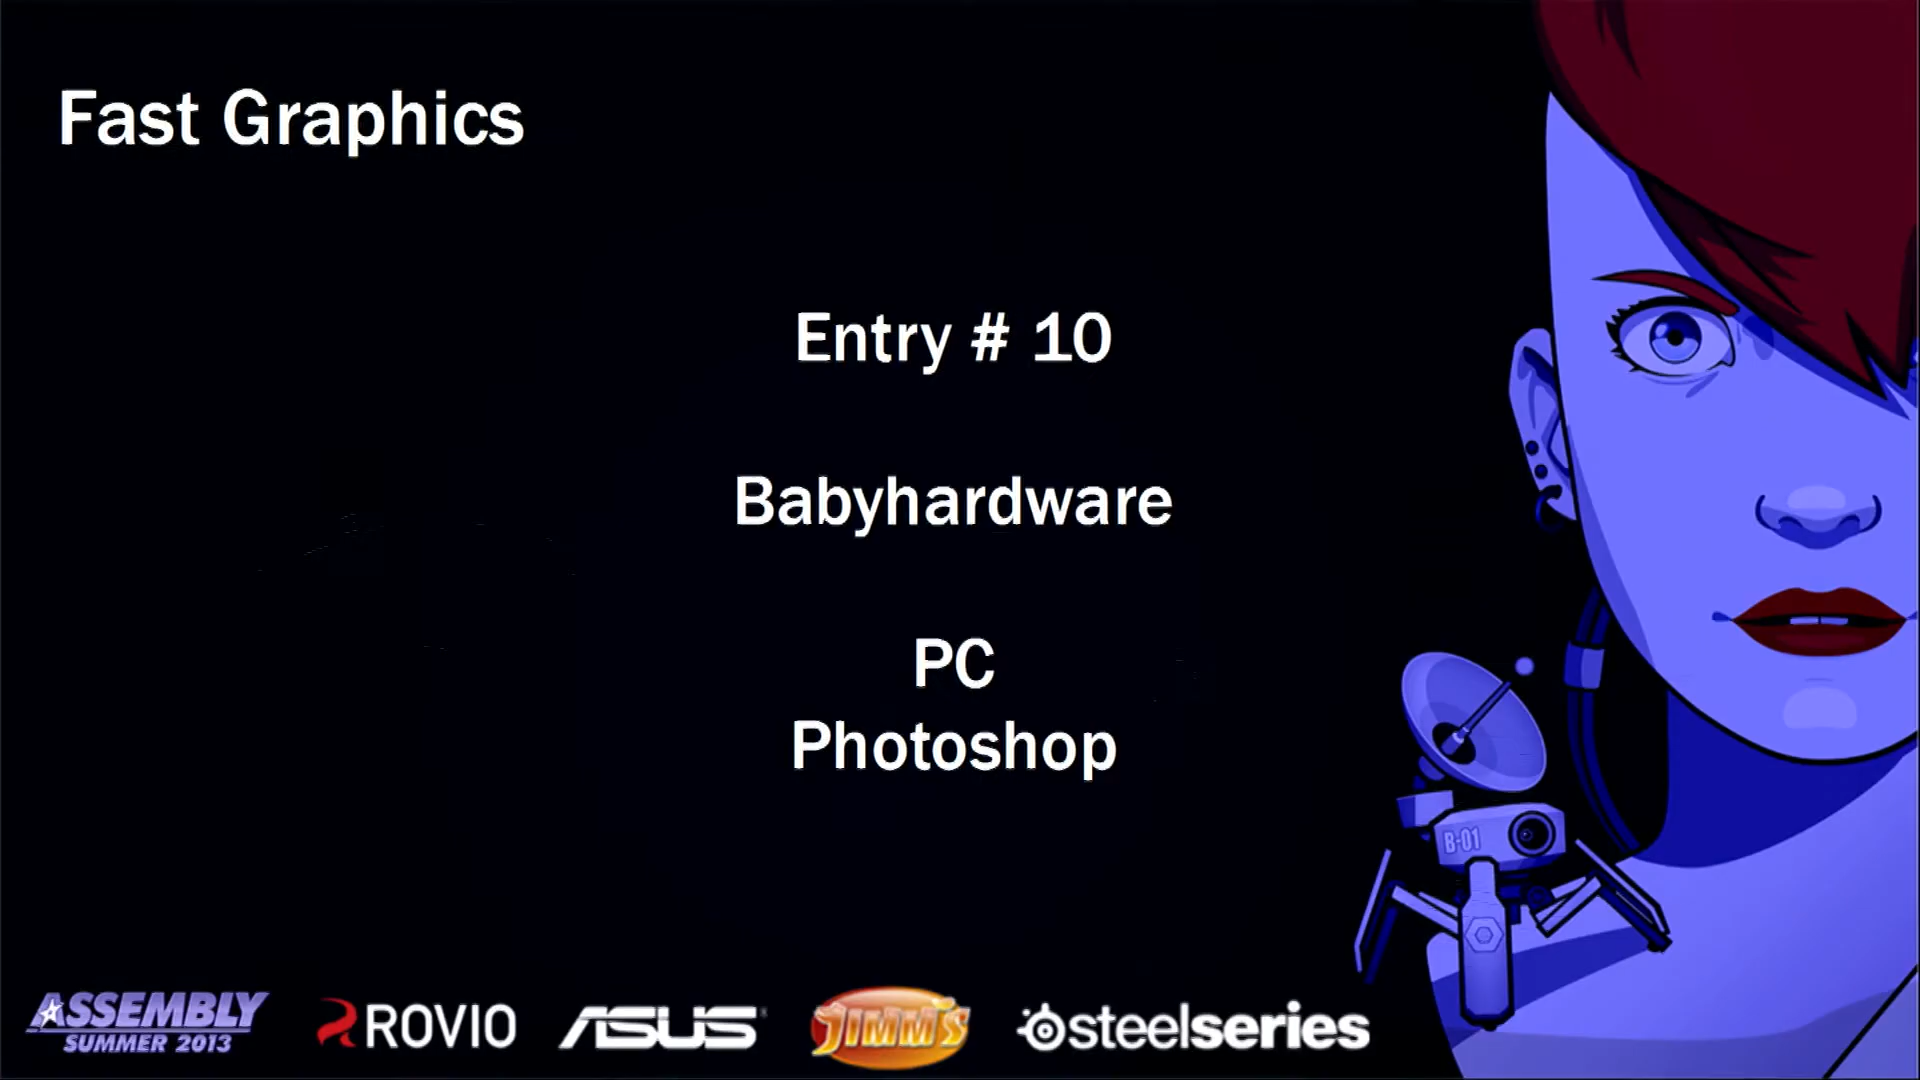 Fast Graphics
Entry # 10
Babyhardware
PC
Photoshop
B-01
ASSEMBLY
SUMMER 2013
ROVIO
ASUS
JIMM'S
steelseries